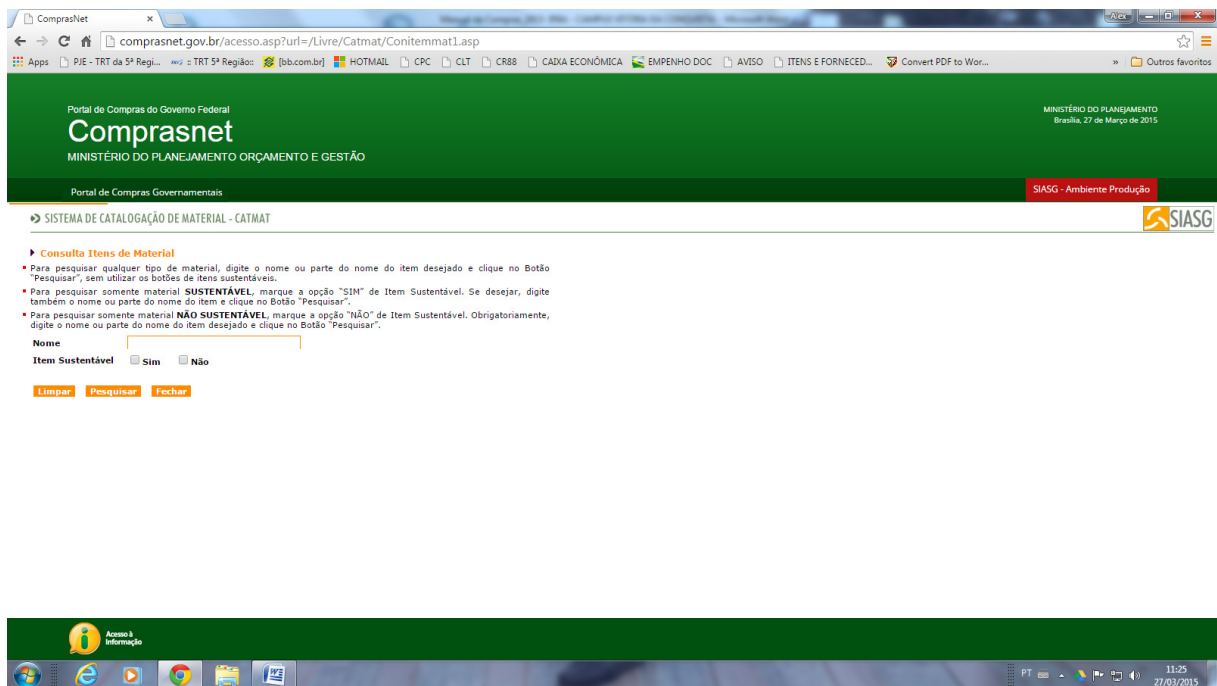 ComprasNet
Alex
comprasnet.gov.br/acesso.asp?url=/Livre/Catmat/Conitemmat1.asp
Apps PJE - TRT da 5ª Regi... :: TRT 5ª Região:: [bb.com.br] HOTMAIL CPC CLT CR88 CAIXA ECONÔMICA EMPENHO DOC AVISO ITENS E FORNECED... Convert PDF to Wor... » Outros favoritos
Portal de Compras do Governo Federal
Comprasnet
MINISTÉRIO DO PLANEJAMENTO ORÇAMENTO E GESTÃO
MINISTÉRIO DO PLANEJAMENTO
Brasília, 27 de Março de 2015
Portal de Compras Governamentais
SIASG - Ambiente Produção
SISTEMA DE CATALOGAÇÃO DE MATERIAL - CATMAT
SIASG
Consulta Itens de Material
Para pesquisar qualquer tipo de material, digite o nome ou parte do nome do item desejado e clique no Botão
"Pesquisar", sem utilizar os botões de itens sustentáveis.
Para pesquisar somente material SUSTENTÁVEL, marque a opção "SIM" de Item Sustentável. Se desejar, digite
também o nome ou parte do nome do item e clique no Botão "Pesquisar".
Para pesquisar somente material NÃO SUSTENTÁVEL, marque a opção "NÃO" de Item Sustentável. Obrigatoriamente,
digite o nome ou parte do nome do item desejado e clique no Botão "Pesquisar".
Nome
Item Sustentável Sim Não
Limpar Pesquisar Fechar
Acesso à
Informação
PT
11:25
27/03/2015